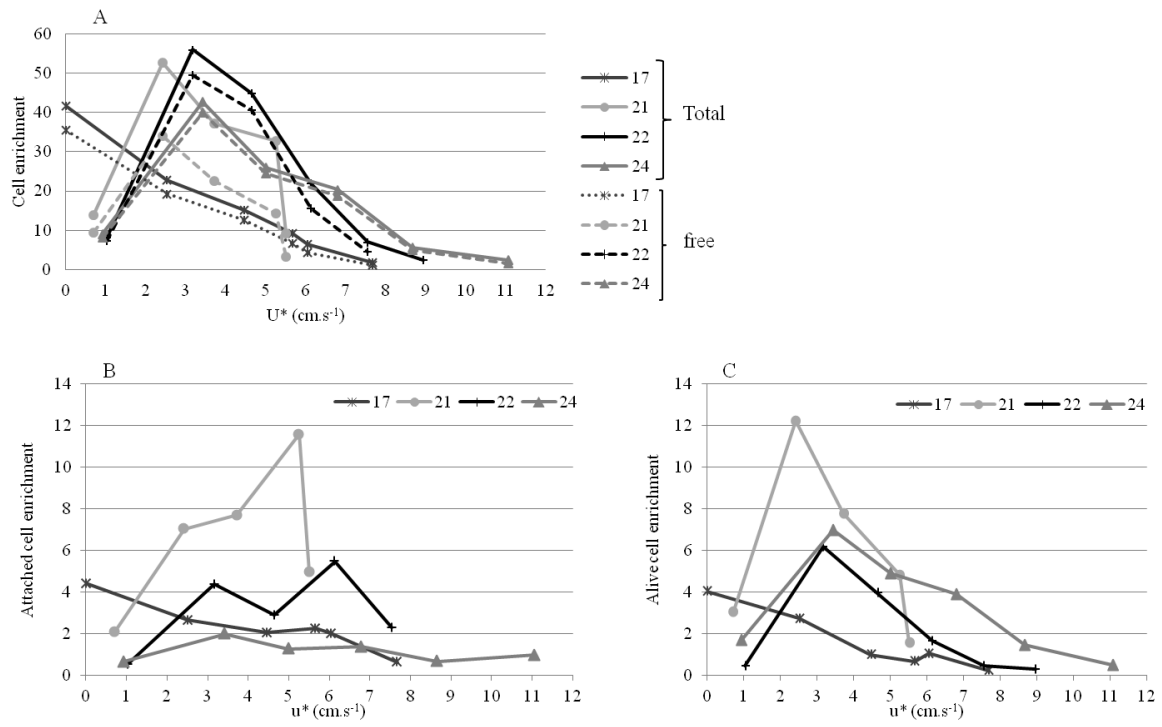 A
Cell enrichment
60
50
40
30
20
10
0
0 1 2 3 4 5 6 7 8 9 10 11 12
U* (cm.s-1)
17
21
22
24
Total
17
21
22
24
free
B
Attached cell enrichment
14
12
10
8
6
4
2
0
17 21 22 24
0 1 2 3 4 5 6 7 8 9 10 11 12
u* (cm.s-1)
C
Alive cell enrichment
14
12
10
8
6
4
2
0
17 21 22 24
0 1 2 3 4 5 6 7 8 9 10 11 12
u* (cm.s-1)